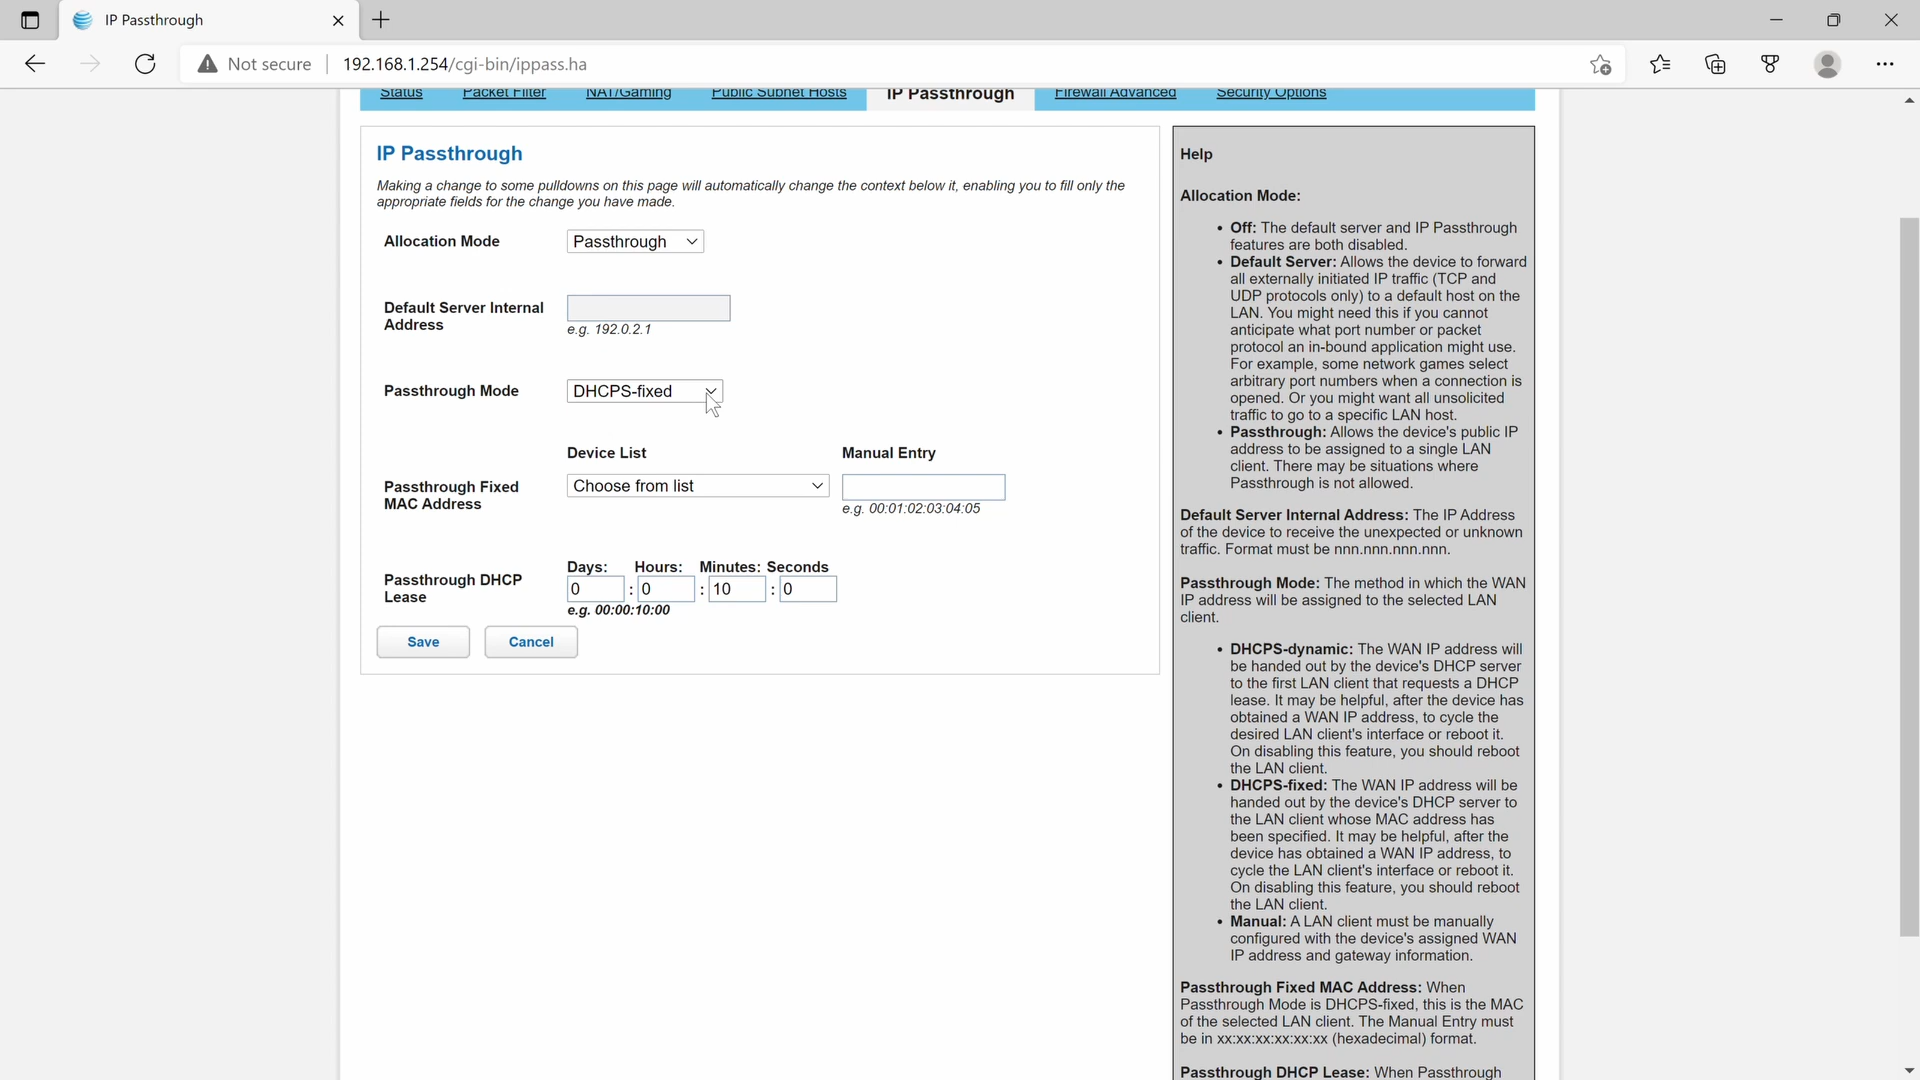 IP Passthrough
Not secure
192.168.1.254/cgi-bin/ippass.ha
Status
Packet Filter
NAT/Gaming
Public Subnet Hosts
IP Passthrough
Firewall Advanced
Security Options
IP Passthrough
Making a change to some pulldowns on this page will automatically change the context below it, enabling you to fill only the
appropriate fields for the change you have made.
Allocation Mode
Passthrough
Default Server Internal
Address
e.g. 192.0.2.1
Passthrough Mode
DHCPS-fixed
Device List
Manual Entry
Passthrough Fixed
MAC Address
Choose from list
e.g. 00:01:02:03:04:05
Passthrough DHCP
Lease
Days: Hours: Minutes: Seconds
0 : 0 : 10 : 0
e.g. 00:00:10:00
Save
Cancel
Help
Allocation Mode:
• Off: The default server and IP Passthrough
features are both disabled.
• Default Server: Allows the device to forward
all externally initiated IP traffic (TCP and
UDP protocols only) to a default host on the
LAN. You might need this if you cannot
anticipate what port number or packet
protocol an in-bound application might use.
For example, some network games select
arbitrary port numbers when a connection is
opened. Or you might want all unsolicited
traffic to go to a specific LAN host.
• Passthrough: Allows the device's public IP
address to be assigned to a single LAN
client. There may be situations where
Passthrough is not allowed.
Default Server Internal Address: The IP Address
of the device to receive the unexpected or unknown
traffic. Format must be nnn.nnn.nnn.nnn.
Passthrough Mode: The method in which the WAN
IP address will be assigned to the selected LAN
client.
• DHCPS-dynamic: The WAN IP address will
be handed out by the device's DHCP server
to the first LAN client that requests a DHCP
lease. It may be helpful, after the device has
obtained a WAN IP address, to cycle the
desired LAN client's interface or reboot it.
On disabling this feature, you should reboot
the LAN client.
• DHCPS-fixed: The WAN IP address will be
handed out by the device's DHCP server to
the LAN client whose MAC address has
been specified. It may be helpful, after the
device has obtained a WAN IP address, to
cycle the LAN client's interface or reboot it.
On disabling this feature, you should reboot
the LAN client.
• Manual: A LAN client must be manually
configured with the device's assigned WAN
IP address and gateway information.
Passthrough Fixed MAC Address: When
Passthrough Mode is DHCPS-fixed, this is the MAC
of the selected LAN client. The Manual Entry must
be in xx:xx:xx:xx:xx:xx (hexadecimal) format.
Passthrough DHCP Lease: When Passthrough